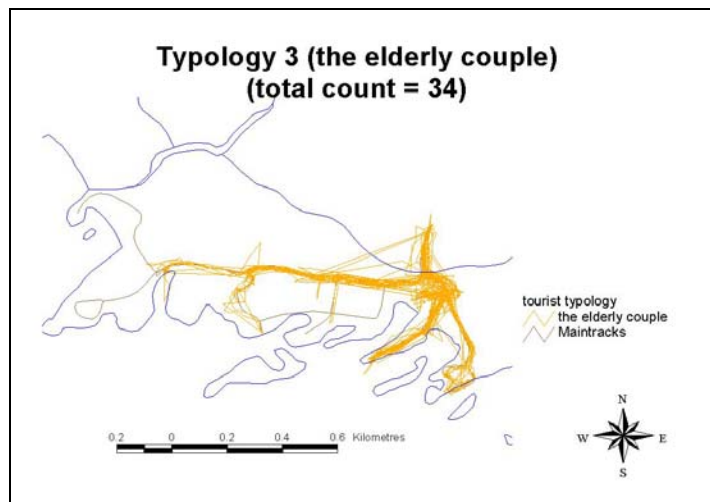 Typology 3 (the elderly couple)
(total count = 34)
tourist typology
the elderly couple
Maintracks
0.2 0 0.2 0.4 0.6 Kilometres
N
W E
S